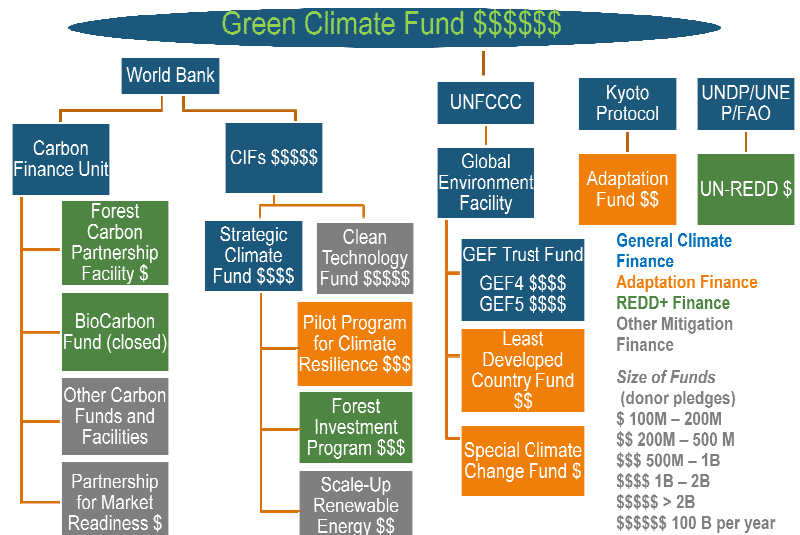 Green Climate Fund $$$$$$
World Bank
Carbon
Finance Unit
Forest
Carbon
Partnership
Facility $
BioCarbon
Fund (closed)
Other Carbon
Funds and
Facilities
Partnership
for Market
Readiness $
CIFs $$$$$
Strategic
Climate
Fund $$$$
Clean
Technology
Fund $$$$$
Pilot Program
for Climate
Resilience $$$
Forest
Investment
Program $$$
Scale-Up
Renewable
Energy $$
UNFCCC
Global
Environment
Facility
GEF Trust Fund
GEF4 $$$$
GEF5 $$$$
Least
Developed
Country Fund
$$
Special Climate
Change Fund $
Kyoto
Protocol
Adaptation
Fund $$
UNDP/UNE
P/FAO
UN-REDD $
General Climate
Finance
Adaptation Finance
REDD+ Finance
Other Mitigation
Finance
Size of Funds
(donor pledges)
$ 100M – 200M
$$ 200M – 500 M
$$$ 500M – 1B
$$$$ 1B – 2B
$$$$$ > 2B
$$$$$$ 100 B per year